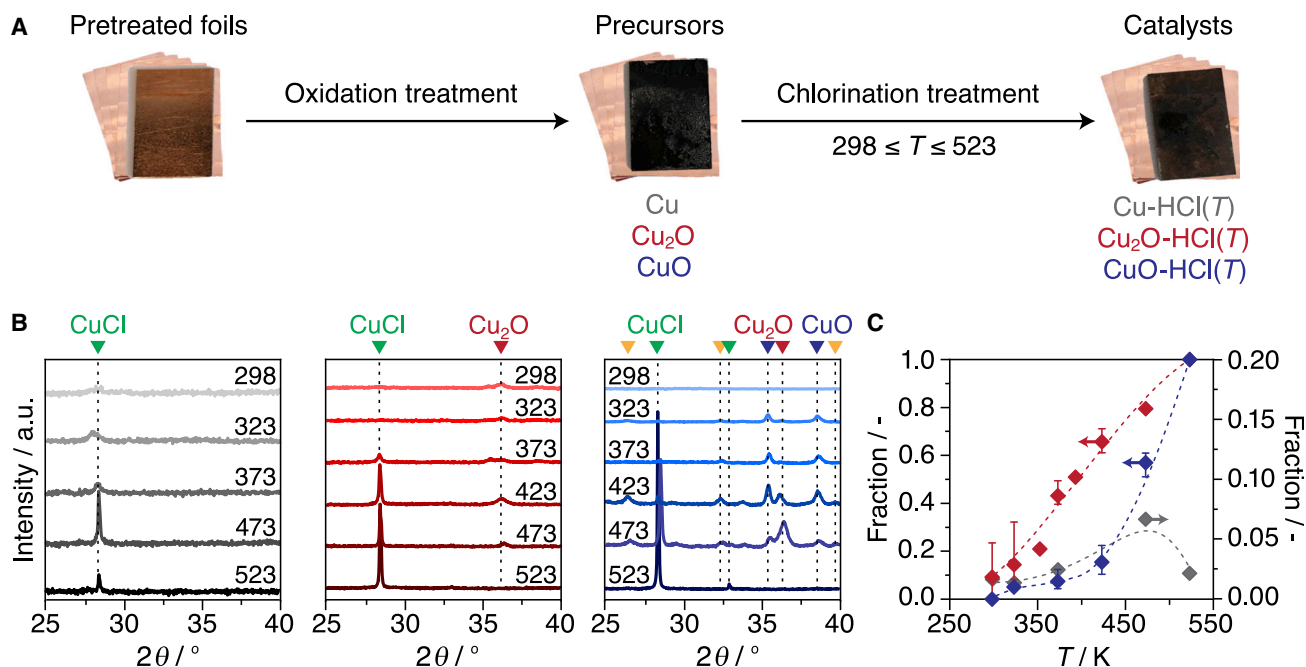 A
Pretreated foils
Precursors
Catalysts
Oxidation treatment
Chlorination treatment
298 ≤ T ≤ 523
Cu
Cu₂O
CuO
Cu-HCl(T)
Cu₂O-HCl(T)
CuO-HCl(T)
B
CuCl
298
323
373
423
473
523
Intensity / a.u.
25 30 35 40
2θ / °
CuCl Cu₂O
298
323
373
423
473
523
25 30 35 40
2θ / °
CuCl Cu₂O CuO
298
323
373
423
473
523
25 30 35 40
2θ / °
C
1.0
0.8
0.6
0.4
0.2
0.0
Fraction / -
0.20
0.15
0.10
0.05
0.00
Fraction / -
250 350 450 550
T / K